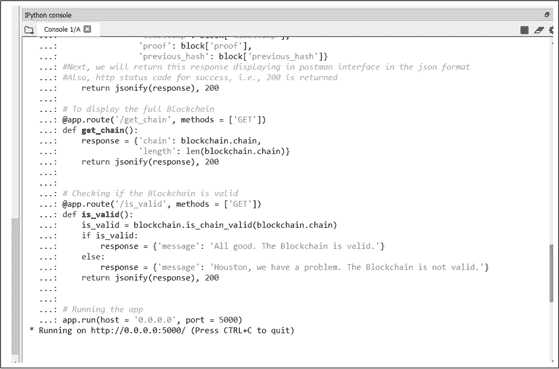 IPython console
Console 1/A
...: 'timestamp': block['timestamp'],
...: 'proof': block['proof'],
...: 'previous_hash': block['previous_hash']}
...: #Next, we will return this response displaying in postman interface in the json format
...: #Also, http status code for success, i.e., 200 is returned
...: return jsonify(response), 200
...:
...: # To display the full Blockchain
...: @app.route('/get_chain', methods = ['GET'])
...: def get_chain():
...: response = {'chain': blockchain.chain,
...: 'length': len(blockchain.chain)}
...: return jsonify(response), 200
...:
...:
...: # Checking if the Blockchain is valid
...: @app.route('/is_valid', methods = ['GET'])
...: def is_valid():
...: is_valid = blockchain.is_chain_valid(blockchain.chain)
...: if is_valid:
...: response = {'message': 'All good. The Blockchain is valid.'}
...: else:
...: response = {'message': 'Houston, we have a problem. The Blockchain is not valid.'}
...: return jsonify(response), 200
...:
...:
...: # Running the app
...: app.run(host = '0.0.0.0', port = 5000)
* Running on http://0.0.0.0:5000/ (Press CTRL+C to quit)